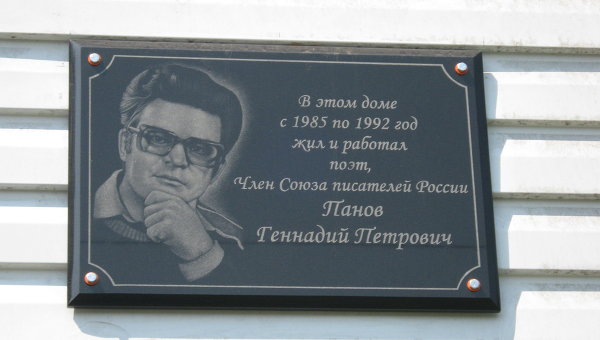 В этом доме
с 1985 по 1992 год
жил и работал
поэт,
Член Союза писателей России
Панов
Геннадий Петрович